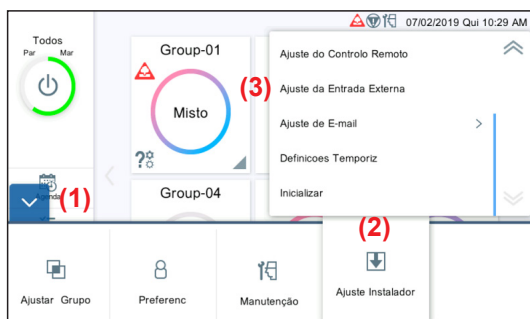 07/02/2019 Qui 10:29 AM
Todos
Par Mar
Group-01
Misto
(3)
Ajuste do Controlo Remoto
Ajuste da Entrada Externa
Ajuste de E-mail >
Definicoes Temporiz
Inicializar
(1)
Group-04
(2)
Ajustar Grupo
Preferenc
Manutenção
Ajuste Instalador